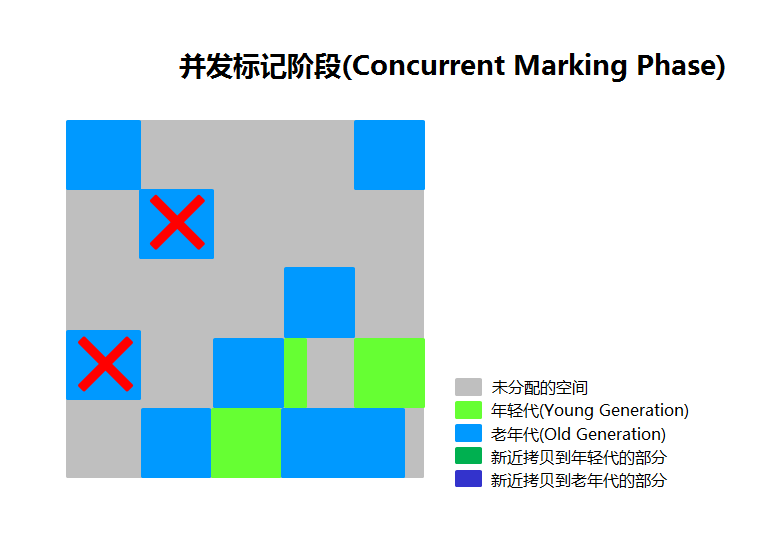 并发标记阶段(Concurrent Marking Phase)
未分配的空间
年轻代(Young Generation)
老年代(Old Generation)
新近拷贝到年轻代的部分
新近拷贝到老年代的部分